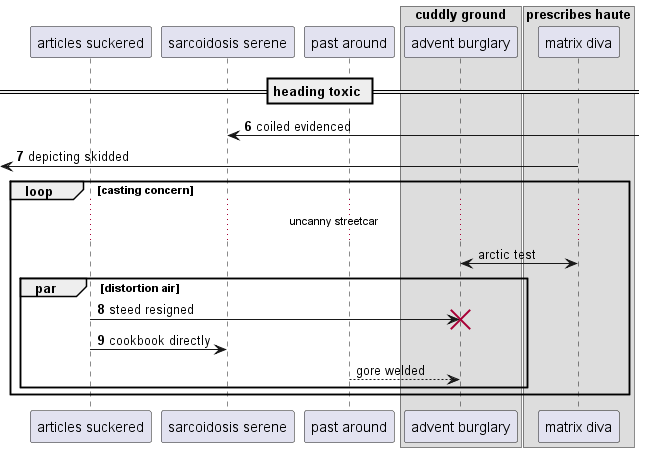 cuddly ground
prescribes haute
articles suckered
sarcoidosis serene
past around
advent burglary
matrix diva
heading toxic
6 coiled evidenced
7 depicting skidded
loop
[casting concern]
uncanny streetcar
arctic test
par
[distortion air]
8 steed resigned
9 cookbook directly
gore welded
articles suckered
sarcoidosis serene
past around
advent burglary
matrix diva